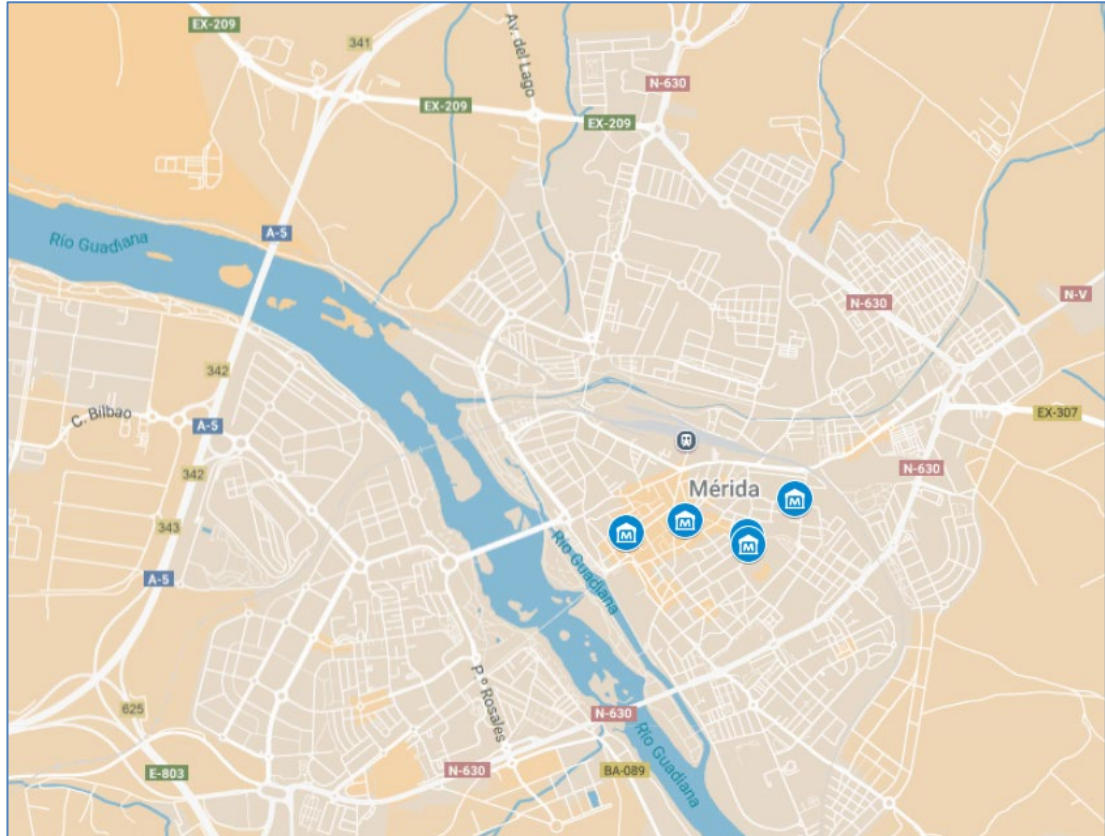 EX-209
341
Av. del Lago
N-630
EX-209
EX-209
Río Guadiana
A-5
N-630
N-V
342
C. Bilbao
A-5
EX-307
342
N-630
Mérida
M
M
M
M
343
A-5
Río Guadiana
P.º Rosales
625
N-630
Río Guadiana
E-803
N-630
BA-089